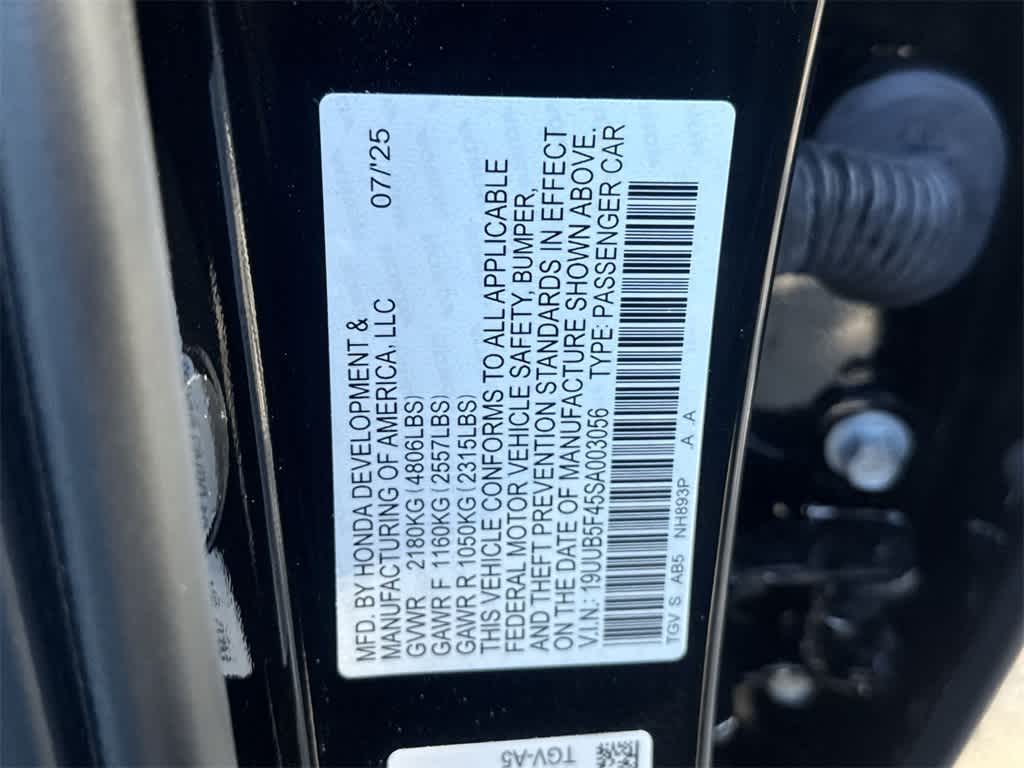 MFD. BY HONDA DEVELOPMENT &
MANUFACTURING OF AMERICA, LLC 07/'25
GVWR 2180KG (4806LBS)
GAWR F 1160KG (2557LBS)
GAWR R 1050KG (2315LBS)
THIS VEHICLE CONFORMS TO ALL APPLICABLE
FEDERAL MOTOR VEHICLE SAFETY, BUMPER,
AND THEFT PREVENTION STANDARDS IN EFFECT
ON THE DATE OF MANUFACTURE SHOWN ABOVE.
V.I.N: 19UUB5F45SA003056 TYPE: PASSENGER CAR
TGV S AB5 NH893P .A .A
TGV-A5